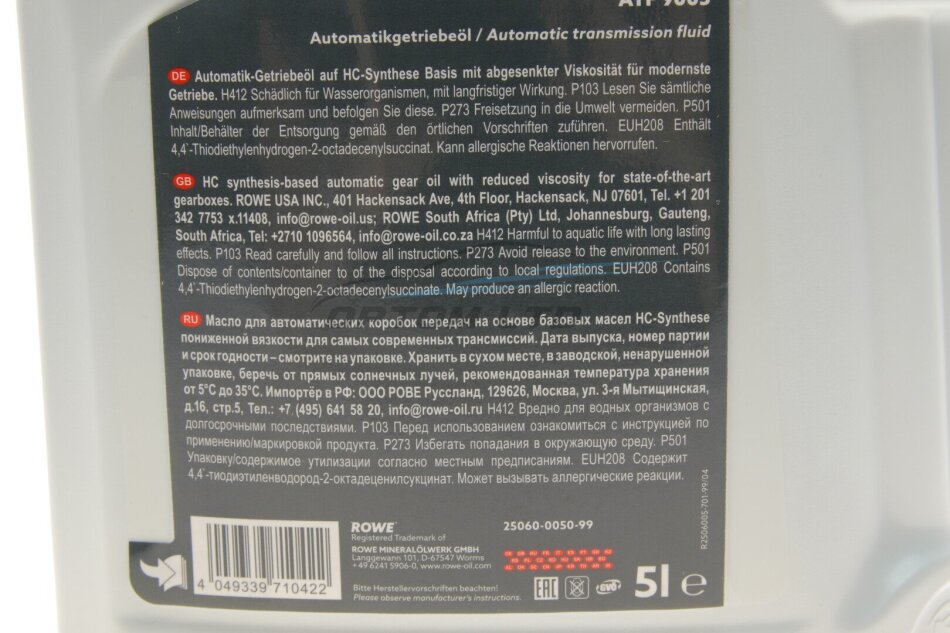 ATF 9005
Automatikgetriebeöl / Automatic transmission fluid
DE Automatik-Getriebeöl auf HC-Synthese Basis mit abgesenkter Viskosität für modernste
Getriebe. H412 Schädlich für Wasserorganismen, mit langfristiger Wirkung. P103 Lesen Sie sämtliche
Anweisungen aufmerksam und befolgen Sie diese. P273 Freisetzung in die Umwelt vermeiden. P501
Inhalt/Behälter der Entsorgung gemäß den örtlichen Vorschriften zuführen. EUH208 Enthält
4,4'-Thiodiethylenhydrogen-2-octadecenylsuccinat. Kann allergische Reaktionen hervorrufen.
GB HC synthesis-based automatic gear oil with reduced viscosity for state-of-the-art
gearboxes. ROWE USA INC., 401 Hackensack Ave, 4th Floor, Hackensack, NJ 07601, Tel. +1 201
342 7753 x.11408, info@rowe-oil.us; ROWE South Africa (Pty) Ltd, Johannesburg, Gauteng,
South Africa, Tel: +2710 1096564, info@rowe-oil.co.za H412 Harmful to aquatic life with long lasting
effects. P103 Read carefully and follow all instructions. P273 Avoid release to the environment. P501
Dispose of contents/container to of the disposal according to local regulations. EUH208 Contains
4,4'-Thiodiethylenhydrogen-2-octadecenylsuccinate. May produce an allergic reaction.
RU Масло для автоматических коробок передач на основе базовых масел HC-Synthese
пониженной вязкости для самых современных трансмиссий. Дата выпуска, номер партии
и срок годности – смотрите на упаковке. Хранить в сухом месте, в заводской, ненарушенной
упаковке, беречь от прямых солнечных лучей, рекомендованная температура хранения
от 5°С до 35°С. Импортёр в РФ: ООО РОВЕ Руссланд, 129626, Москва, ул. 3-я Мытищинская,
д.16, стр.5, Тел.: +7 (495) 641 58 20, info@rowe-oil.ru H412 Вредно для водных организмов с
долгосрочными последствиями. P103 Перед использованием ознакомиться с инструкцией по
применению/маркировкой продукта. P273 Избегать попадания в окружающую среду. P501
Упаковку/содержимое утилизации согласно местным предписаниям. EUH208 Содержит
4,4'-тиодиэтиленводород-2-октадеценилсукцинат. Может вызывать аллергические реакции.
R2506005-701-99/04
ROWE
Registered Trademark of
ROWE MINERALÖLWERK GMBH
Langgewann 101, D-67547 Worms
+49 6241 5906-0, www.rowe-oil.com
Bitte Herstellervorschriften beachten!
Please observe manufacturer's instructions.
25060-0050-99
EAC
GVÖ
5l e
4 049339 710422